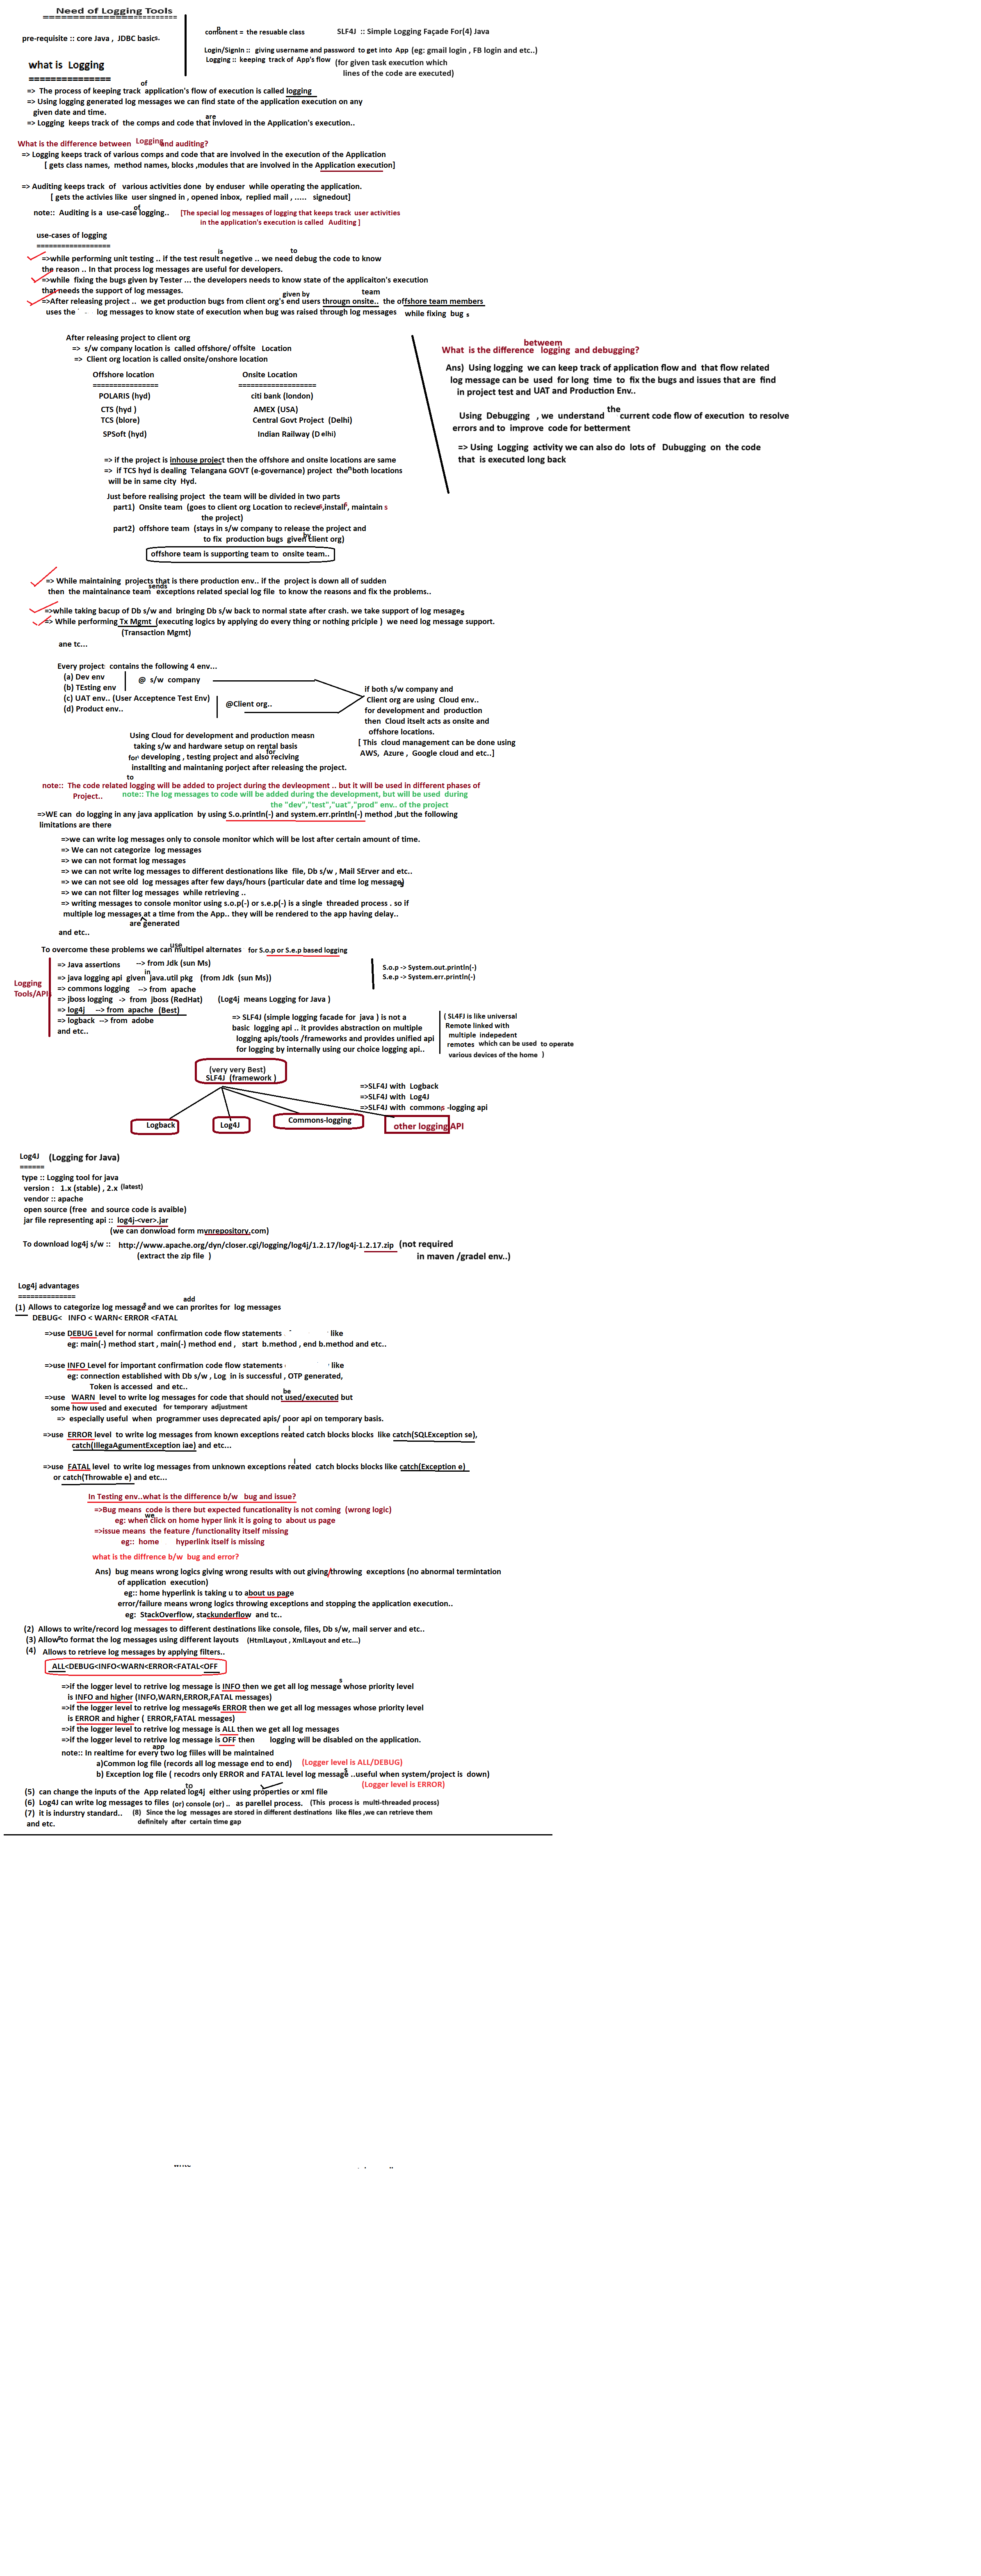 Need of Logging Tools
==========================
pre-requisite :: core Java , JDBC basics-
comonent = the resuable class
p
SLF4J :: Simple Logging Façade For(4) Java
Login/SignIn :: giving username and password to get into App (eg: gmail login , FB login and etc..)
Logging :: keeping track of App's flow (for given task execution which
lines of the code are executed)
what is Logging
===============
of
=> The process of keeping track application's flow of execution is called logging
=> Using logging generated log messages we can find state of the application execution on any
given date and time.
are
=> Logging keeps track of the comps and code that invloved in the Application's execution..
What is the difference between Logging and auditing?
=> Logging keeps track of various comps and code that are involved in the execution of the Application
[ gets class names, method names, blocks ,modules that are involved in the Application execution]
=> Auditing keeps track of various activities done by enduser while operating the application.
[ gets the activies like user singned in , opened inbox, replied mail , ..... signedout]
of
note:: Auditing is a use-case logging.. [The special log messages of logging that keeps track user activities
in the application's execution is called Auditing ]
use-cases of logging
==================
is to
=>while performing unit testing .. if the test result negetive .. we need debug the code to know
the reason .. In that process log messages are useful for developers.
=>while fixing the bugs given by Tester ... the developers needs to know state of the applicaiton's execution
that needs the support of log messages.
given by team
=>After releasing project .. we get production bugs from client org's end users througn onsite.. the offshore team members
uses the log messages to know state of execution when bug was raised through log messages while fixing bug s
After releasing project to client org
=> s/w company location is called offshore/ offsite Location
=> Client org location is called onsite/onshore location
Offshore location Onsite Location
================ ===================
POLARIS (hyd) citi bank (london)
CTS (hyd ) AMEX (USA)
TCS (blore) Central Govt Project (Delhi)
SPSoft (hyd) Indian Railway (D elhi)
betweem
What is the difference logging and debugging?
Ans) Using logging we can keep track of application flow and that flow related
log message can be used for long time to fix the bugs and issues that are find
in project test and UAT and Production Env..
the
Using Debugging , we understand current code flow of execution to resolve
errors and to improve code for betterment
=> Using Logging activity we can also do lots of Dubugging on the code
that is executed long back
=> if the project is inhouse project then the offshore and onsite locations are same
=> if TCS hyd is dealing Telangana GOVT (e-governance) project the n both locations
will be in same city Hyd.
Just before realising project the team will be divided in two parts
part1) Onsite team (goes to client org Location to recieve s ,install s , maintain s
the project)
part2) offshore team (stays in s/w company to release the project and
by
to fix production bugs given client org)
offshore team is supporting team to onsite team..
=> While maintaining projects that is there production env.. if the project is down all of sudden
sends
then the maintainance team exceptions related special log file to know the reasons and fix the problems..
=>while taking bacup of Db s/w and bringing Db s/w back to normal state after crash. we take support of log mesages
=> While performing Tx Mgmt (executing logics by applying do every thing or nothing priciple ) we need log message support.
(Transaction Mgmt)
ane tc...
Every project contains the following 4 env...
(a) Dev env
(b) TEsting env
@ s/w company
(c) UAT env.. (User Acceptence Test Env)
(d) Product env..
@Client org..
if both s/w company and
Client org are using Cloud env..
for development and production
then Cloud itselt acts as onsite and
offshore locations.
[ This cloud management can be done using
AWS, Azure , Google cloud and etc..]
Using Cloud for development and production measn
taking s/w and hardware setup on rental basis
for
for developing , testing project and also reciving
installting and maintaning porject after releasing the project.
to
note:: The code related logging will be added to project during the devleopment .. but it will be used in different phases of
Project..
note:: The log messages to code will be added during the development, but will be used during
the "dev","test","uat","prod" env.. of the project
=>WE can do logging in any java application by using S.o.println(-) and system.err.println(-) method ,but the following
limitations are there
=>we can write log messages only to console monitor which will be lost after certain amount of time.
=> We can not categorize log messages
=> we can not format log messages
=> we can not write log messages to different destionations like file, Db s/w , Mail SErver and etc..
=> we can not see old log messages after few days/hours (particular date and time log message)s
=> we can not filter log messages while retrieving ..
=> writing messages to console monitor using s.o.p(-) or s.e.p(-) is a single threaded process . so if
multiple log messages at a time from the App.. they will be rendered to the app having delay..
are generated
and etc..
use
To overcome these problems we can multipel alternates for S.o.p or S.e.p based logging
Logging
Tools/APIs
=> Java assertions --> from Jdk (sun Ms)
in
=> java logging api given java.util pkg (from Jdk (sun Ms))
=> commons logging --> from apache
=> jboss logging -> from jboss (RedHat) (Log4j means Logging for Java )
=> log4j --> from apache (Best)
=> logback --> from adobe
and etc..
S.o.p -> System.out.println(-)
S.e.p -> System.err.println(-)
=> SLF4J (simple logging facade for java ) is not a
basic logging api .. it provides abstraction on multiple
logging apis/tools /frameworks and provides unified api
for logging by internally using our choice logging api..
( SL4FJ is like universal
Remote linked with
multiple indepedent
remotes which can be used to operate
various devices of the home )
(very very Best)
SLF4J (framework )
=>SLF4J with Logback
=>SLF4J with Log4J
=>SLF4J with commons -logging api
Logback
Log4J
Commons-logging
other logging API
Log4J (Logging for Java)
======
type :: Logging tool for java
version : 1.x (stable) , 2.x (latest)
vendor :: apache
open source (free and source code is avaible)
jar file representing api :: log4j-<ver>.jar
(we can donwload form mvnrepository.com)
To download log4j s/w :: http://www.apache.org/dyn/closer.cgi/logging/log4j/1.2.17/log4j-1.2.17.zip (not required
(extract the zip file )
in maven /gradel env..)
Log4j advantages
==============
add
(1) Allows to categorize log message s and we can prorites for log messages
DEBUG< INFO < WARN< ERROR <FATAL
=>use DEBUG Level for normal confirmation code flow statements like
eg: main(-) method start , main(-) method end , start b.method , end b.method and etc..
=>use INFO Level for important confirmation code flow statements like
eg: connection established with Db s/w , Log in is successful , OTP generated,
Token is accessed and etc..
be
=>use WARN level to write log messages for code that should not used/executed but
some how used and executed for temporary adjustment
=> especially useful when programmer uses deprecated apis/ poor api on temporary basis.
l
=>use ERROR level to write log messages from known exceptions reated catch blocks blocks like catch(SQLException se),
catch(IllegaAgumentException iae) and etc...
l
=>use FATAL level to write log messages from unknown exceptions reated catch blocks blocks like catch(Exception e)
or catch(Throwable e) and etc...
In Testing env..what is the difference b/w bug and issue?
=>Bug means code is there but expected funcationality is not coming (wrong logic)
eg: when click on home hyper link it is going to about us page
we
=>issue means the feature /functionality itself missing
eg:: home hyperlink itself is missing
what is the diffrence b/w bug and error?
Ans) bug means wrong logics giving wrong results with out giving/throwing exceptions (no abnormal termintation
of application execution)
eg:: home hyperlink is taking u to about us page
error/failure means wrong logics throwing exceptions and stopping the application execution..
eg: StackOverflow, stackunderflow and tc..
(2) Allows to write/record log messages to different destinations like console, files, Db s/w, mail server and etc..
(3) Allow s to format the log messages using different layouts (HtmlLayout , XmlLayout and etc...)
(4) Allows to retrieve log messages by applying filters..
ALL<DEBUG<INFO<WARN<ERROR<FATAL<OFF
s
=>if the logger level to retrive log message is INFO then we get all log message whose priority level
is INFO and higher (INFO,WARN,ERROR,FATAL messages)
=>if the logger level to retrive log message is ERROR then we get all log messages whose priority level
is ERROR and higher ( ERROR,FATAL messages)
=>if the logger level to retrive log message is ALL then we get all log messages
=>if the logger level to retrive log message is OFF then logging will be disabled on the application.
app
note:: In realtime for every two log fiiles will be maintained
a)Common log file (records all log message end to end) (Logger level is ALL/DEBUG)
s
b) Exception log file ( recodrs only ERROR and FATAL level log message ..useful when system/project is down)
(Logger level is ERROR)
to
(5) can change the inputs of the App related log4j either using properties or xml file
(6) Log4J can write log messages to files (or) console (or) .. as parellel process. (This process is multi-threaded process)
(7) it is indurstry standard.. (8) Since the log messages are stored in different destinations like files ,we can retrieve them
and etc. definitely after certain time gap